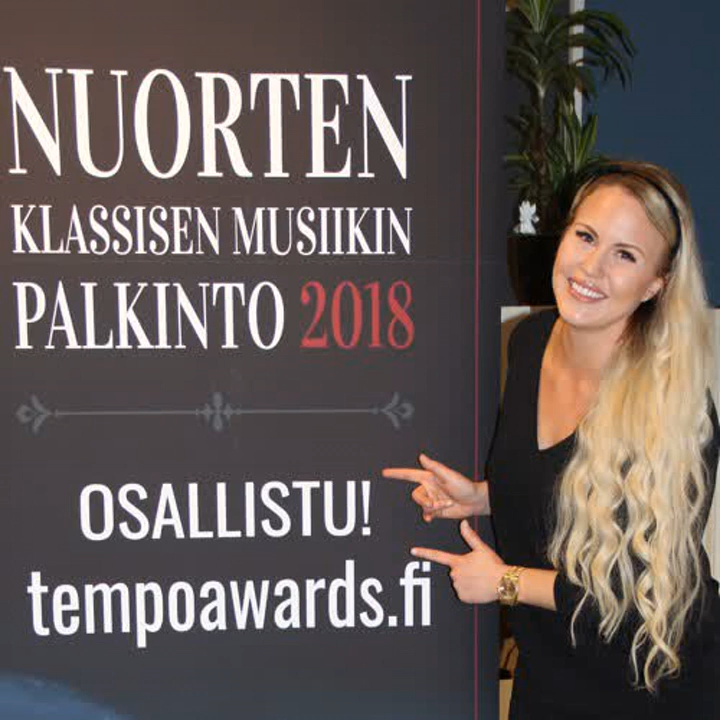 NUORTEN
KLASSISEN MUSIIKIN
PALKINTO 2018
OSALLISTU!
tempoawards.fi